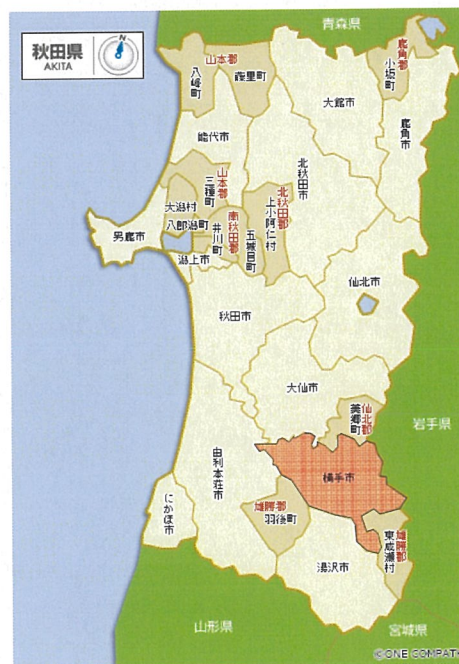 秋田県
AKITA
青森県
山本郡
八峰町
藤里町
鹿角郡
小坂町
大館市
鹿角市
能代市
北秋田市
山本郡
三種町
大潟村
八郎潟町
南秋田郡
井川町
五城目町
北秋田郡
上小阿仁村
男鹿市
潟上市
仙北市
秋田市
大仙市
仙北郡
美郷町
岩手県
横手市
由利本荘市
にかほ市
雄勝郡
羽後町
雄勝郡
東成瀬村
湯沢市
山形県
宮城県
©ONE COMPATH